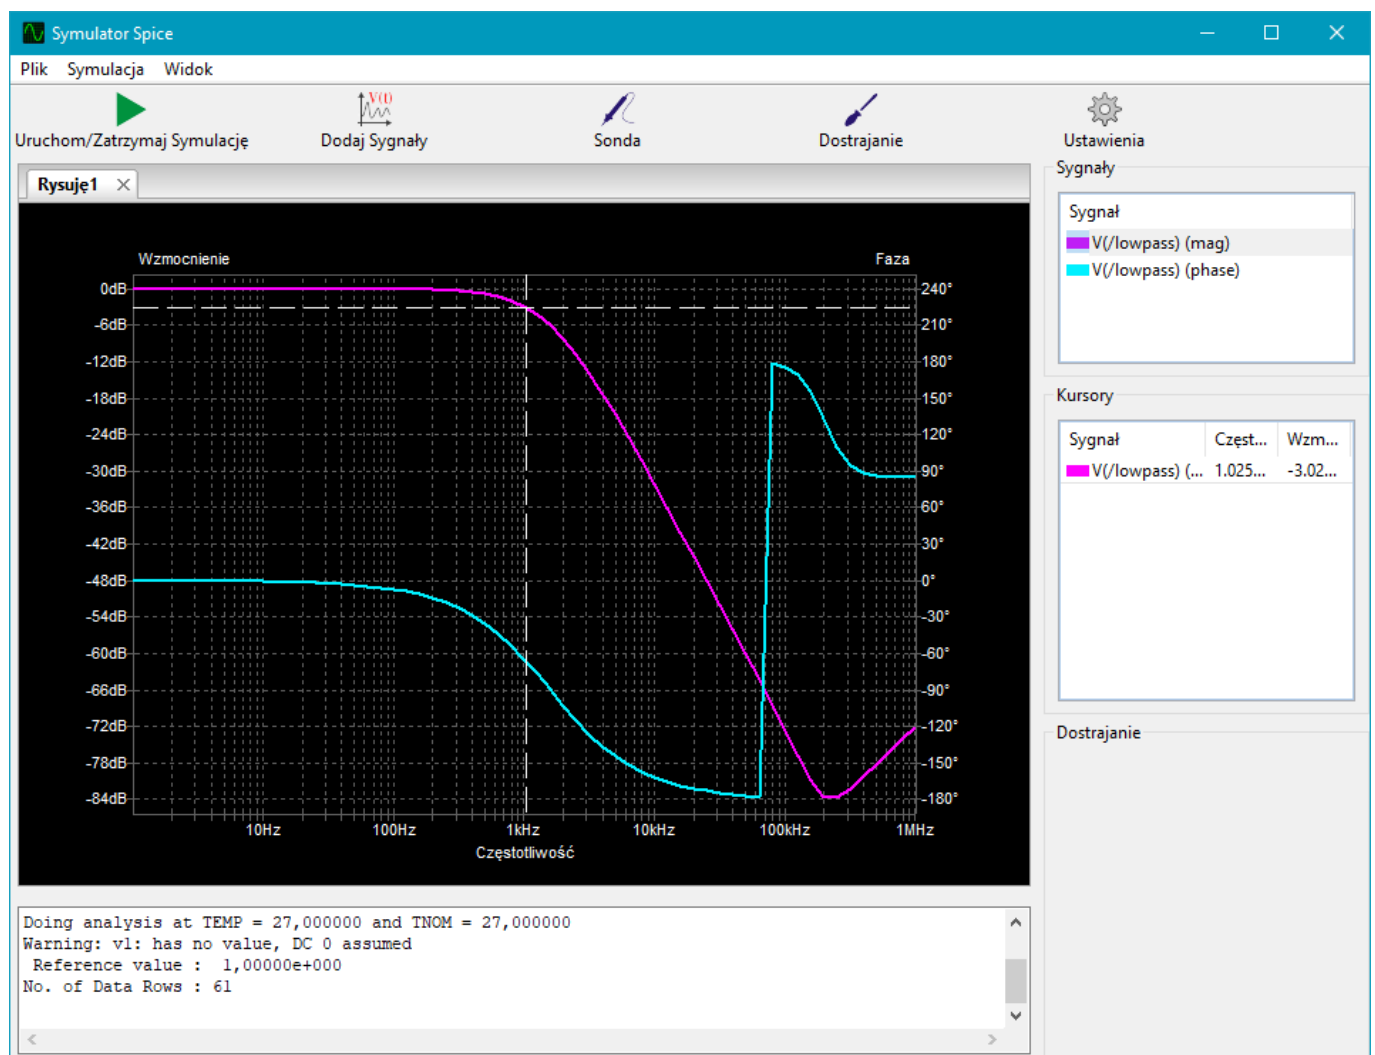 Symulator Spice
Plik Symulacja Widok
V(t)
Uruchom/Zatrzymaj Symulację Dodaj Sygnały Sonda Dostrajanie Ustawienia
Rysuję1
Wzmocnienie Faza
0dB 240°
-6dB 210°
-12dB 180°
-18dB 150°
-24dB 120°
-30dB 90°
-36dB 60°
-42dB 30°
-48dB 0°
-54dB -30°
-60dB -60°
-66dB -90°
-72dB -120°
-78dB -150°
-84dB -180°
10Hz 100Hz 1kHz 10kHz 100kHz 1MHz
Częstotliwość
Doing analysis at TEMP = 27,000000 and TNOM = 27,000000
Warning: v1: has no value, DC 0 assumed
Reference value : 1,00000e+000
No. of Data Rows : 61
Sygnały
Sygnał
V(/lowpass) (mag)
V(/lowpass) (phase)
Kursory
Sygnał Częst... Wzm...
V(/lowpass) (... 1.025... -3.02...
Dostrajanie